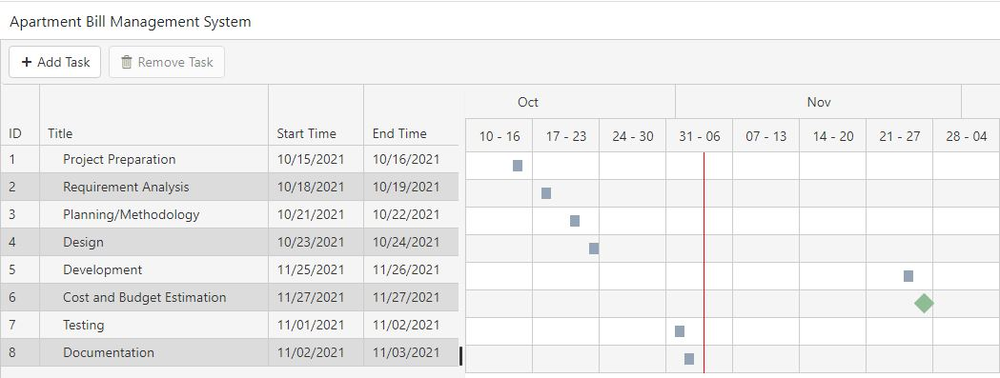 Apartment Bill Management System
+ Add Task Remove Task
Oct Nov
ID Title Start Time End Time 10 - 16 17 - 23 24 - 30 31 - 06 07 - 13 14 - 20 21 - 27 28 - 04
1 Project Preparation 10/15/2021 10/16/2021
2 Requirement Analysis 10/18/2021 10/19/2021
3 Planning/Methodology 10/21/2021 10/22/2021
4 Design 10/23/2021 10/24/2021
5 Development 11/25/2021 11/26/2021
6 Cost and Budget Estimation 11/27/2021 11/27/2021
7 Testing 11/01/2021 11/02/2021
8 Documentation 11/02/2021 11/03/2021